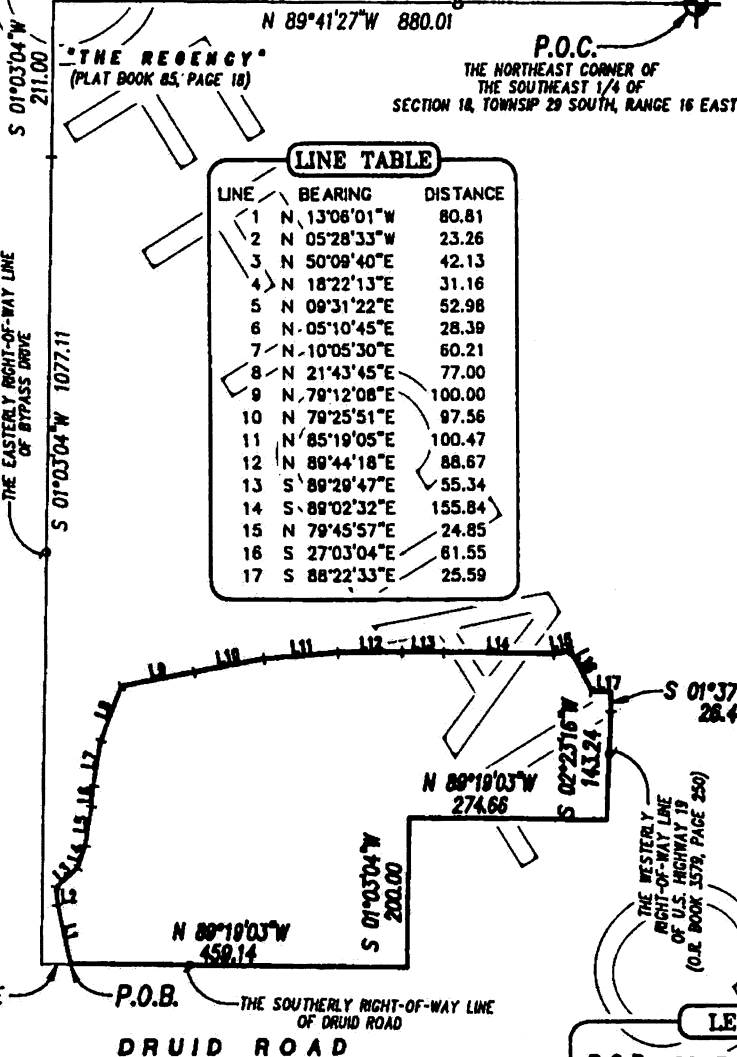 N 89°41'27"W 880.01
S 01°03'04"W
211.00
"THE REGENCY"
(PLAT BOOK 85, PAGE 18)
P.O.C.
THE NORTHEAST CORNER OF
THE SOUTHEAST 1/4 OF
SECTION 18, TOWNSIP 29 SOUTH, RANGE 16 EAST
LINE TABLE
LINE BEARING DISTANCE
1 N 13°06'01"W 80.81
2 N 05°28'33"W 23.26
3 N 50°09'40"E 42.13
4 N 18°22'13"E 31.16
5 N 09°31'22"E 52.98
6 N 05°10'45"E 28.39
7 N 10°05'30"E 60.21
8 N 21°43'45"E 77.00
9 N 79°12'08"E 100.00
10 N 79°25'51"E 97.56
11 N 85°19'05"E 100.47
12 N 89°44'18"E 88.67
13 S 89°29'47"E 55.34
14 S 89°02'32"E 155.84
15 N 79°45'57"E 24.85
16 S 27°03'04"E 61.55
17 S 88°22'33"E 25.59
THE EASTERLY RIGHT-OF-WAY LINE
OF BYPASS DRIVE
S 01°03'04"W 1077.11
L9
L10
L11
L12
L13
L14
L15
L16
L17
L8
L7
L6
L5
L4
L3
L2
L1
S 01°37
26.4
S 02°23'16"W
143.24
N 89°19'03"W
274.66
THE WESTERLY
RIGHT-OF-WAY LINE
OF U.S. HIGHWAY 19
(O.R. BOOK 3579, PAGE 250)
S 01°03'04"W
200.00
N 89°19'03"W
459.14
E
P.O.B.
THE SOUTHERLY RIGHT-OF-WAY LINE
OF DRUID ROAD
DRUID ROAD
LE